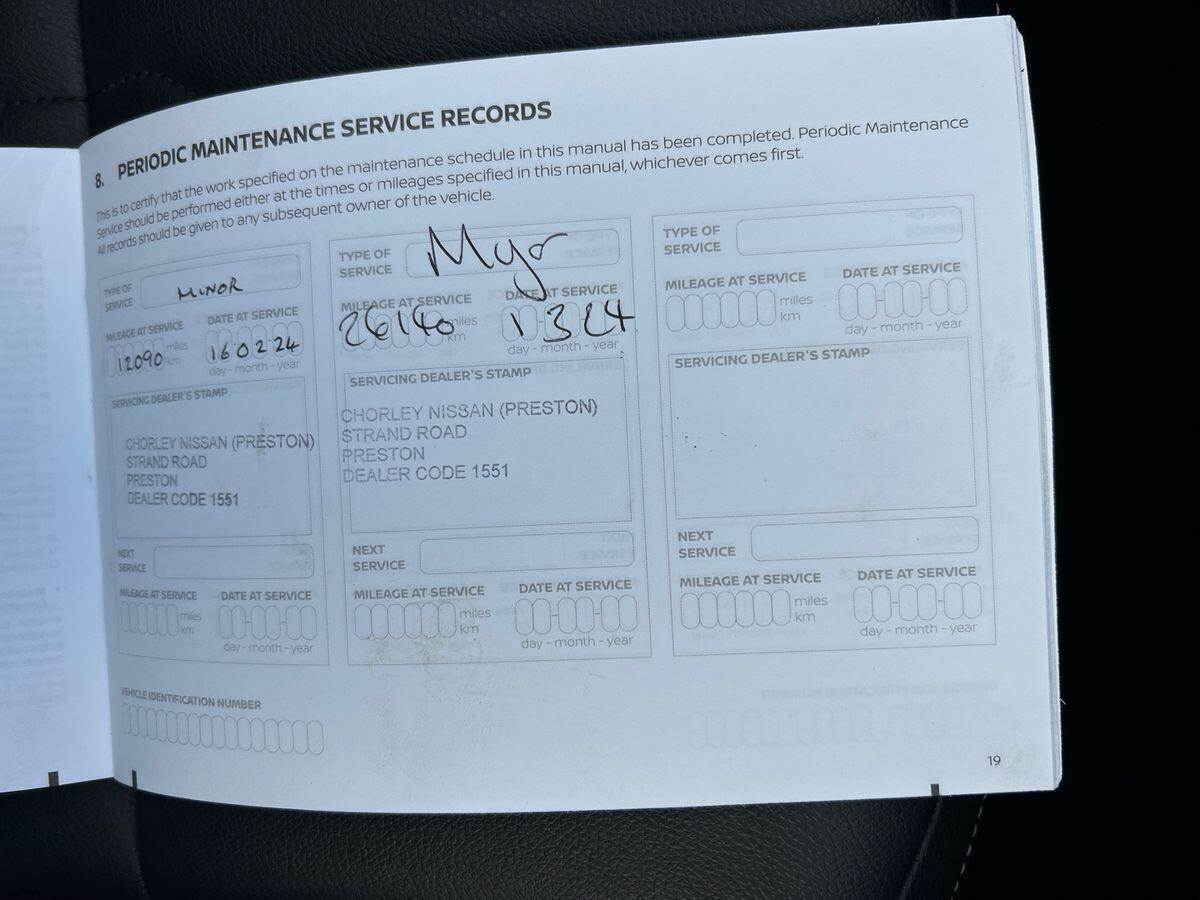 8. PERIODIC MAINTENANCE SERVICE RECORDS
This is to certify that the work specified on the maintenance schedule in this manual has been completed. Periodic Maintenance
Service should be performed either at the times or mileages specified in this manual, whichever comes first.
All records should be given to any subsequent owner of the vehicle.
TYPE OF
SERVICE
MINOR
MILEAGE AT SERVICE
DATE AT SERVICE
12090
miles
km
16 02 24
day - month - year
SERVICING DEALER'S STAMP
CHORLEY NISSAN (PRESTON)
STRAND ROAD
PRESTON
DEALER CODE 1551
NEXT
SERVICE
MILEAGE AT SERVICE
DATE AT SERVICE
miles
km
day - month - year
TYPE OF
SERVICE
MILEAGE AT SERVICE
DATE AT SERVICE
26140
miles
km
1 3 24
day - month - year
SERVICING DEALER'S STAMP
CHORLEY NISSAN (PRESTON)
STRAND ROAD
PRESTON
DEALER CODE 1551
NEXT
SERVICE
MILEAGE AT SERVICE
DATE AT SERVICE
miles
km
day - month - year
TYPE OF
SERVICE
MILEAGE AT SERVICE
DATE AT SERVICE
miles
km
day - month - year
SERVICING DEALER'S STAMP
NEXT
SERVICE
MILEAGE AT SERVICE
DATE AT SERVICE
miles
km
day - month - year
VEHICLE IDENTIFICATION NUMBER
19